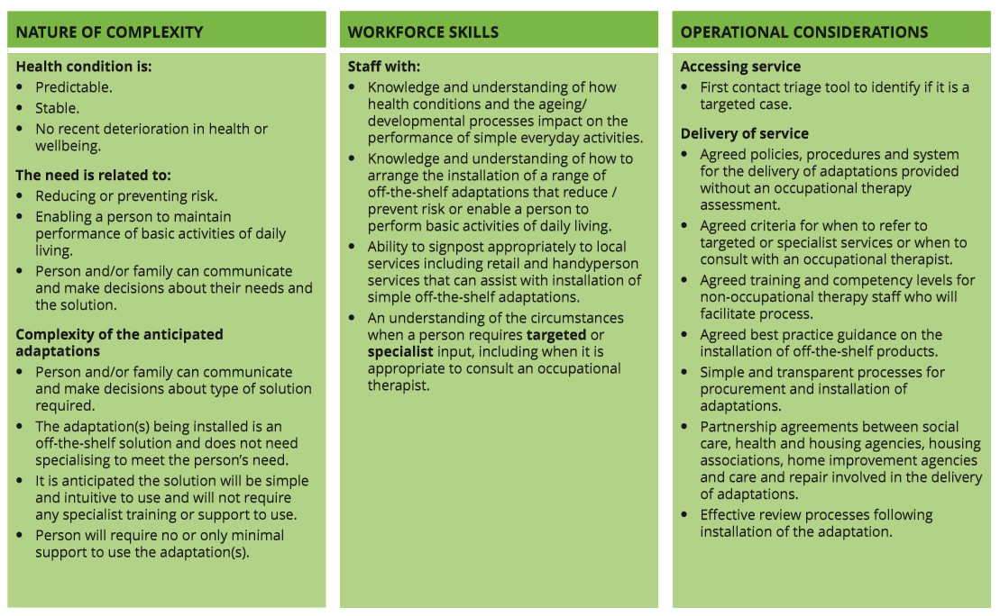 NATURE OF COMPLEXITY
Health condition is:
• Predictable.
• Stable.
• No recent deterioration in health or
wellbeing.
The need is related to:
• Reducing or preventing risk.
• Enabling a person to maintain
performance of basic activities of daily
living.
• Person and/or family can communicate
and make decisions about their needs and
the solution.
Complexity of the anticipated
adaptations
• Person and/or family can communicate
and make decisions about type of solution
required.
• The adaptation(s) being installed is an
off-the-shelf solution and does not need
specialising to meet the person’s need.
• It is anticipated the solution will be simple
and intuitive to use and will not require
any specialist training or support to use.
• Person will require no or only minimal
support to use the adaptation(s).
WORKFORCE SKILLS
Staff with:
• Knowledge and understanding of how
health conditions and the ageing/
developmental processes impact on the
performance of simple everyday activities.
• Knowledge and understanding of how to
arrange the installation of a range of
off-the-shelf adaptations that reduce /
prevent risk or enable a person to
perform basic activities of daily living.
• Ability to signpost appropriately to local
services including retail and handyperson
services that can assist with installation of
simple off-the-shelf adaptations.
• An understanding of the circumstances
when a person requires targeted or
specialist input, including when it is
appropriate to consult an occupational
therapist.
OPERATIONAL CONSIDERATIONS
Accessing service
• First contact triage tool to identify if it is a
targeted case.
Delivery of service
• Agreed policies, procedures and system
for the delivery of adaptations provided
without an occupational therapy
assessment.
• Agreed criteria for when to refer to
targeted or specialist services or when to
consult with an occupational therapist.
• Agreed training and competency levels for
non-occupational therapy staff who will
facilitate process.
• Agreed best practice guidance on the
installation of off-the-shelf products.
• Simple and transparent processes for
procurement and installation of
adaptations.
• Partnership agreements between social
care, health and housing agencies, housing
associations, home improvement agencies
and care and repair involved in the delivery
of adaptations.
• Effective review processes following
installation of the adaptation.